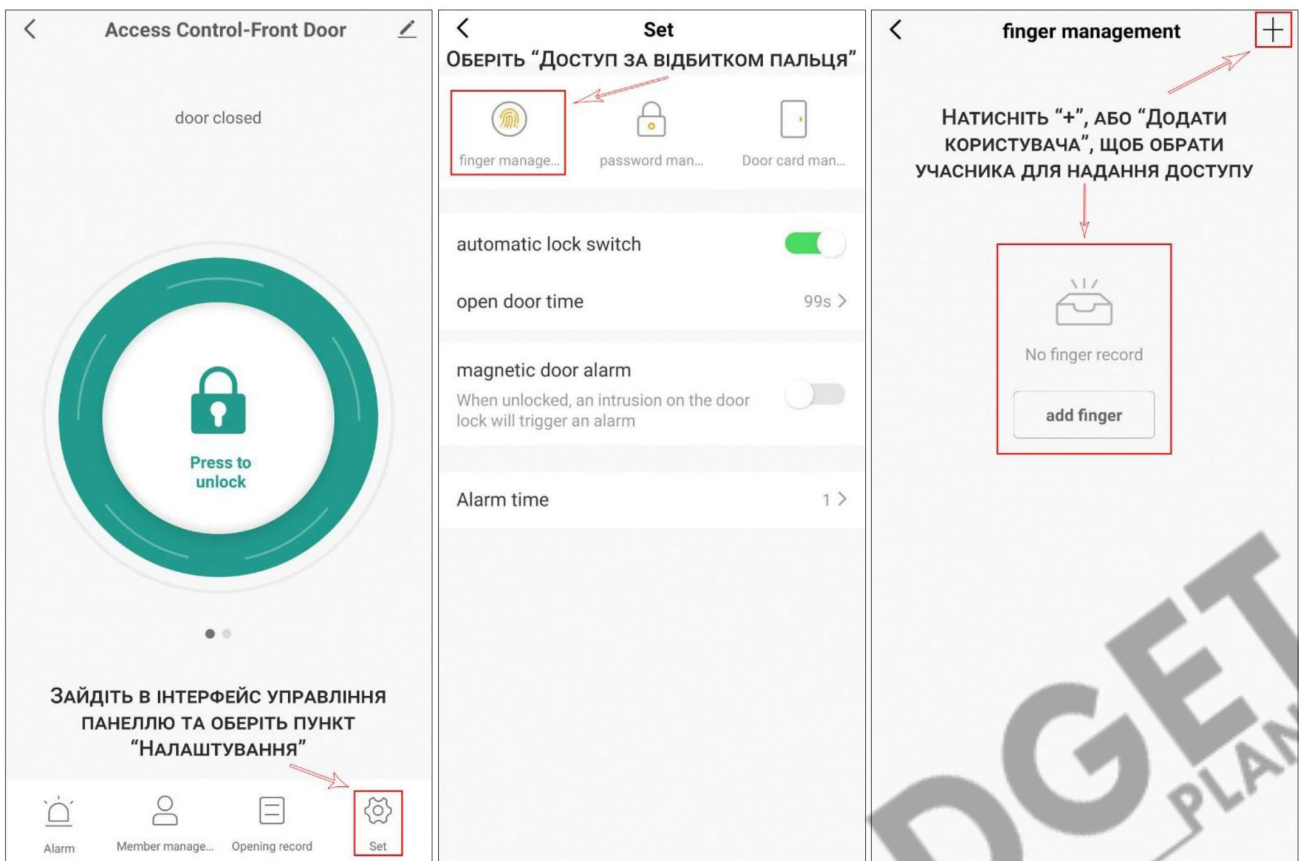 Access Control-Front Door
door closed
Press to
unlock
Зайдіть в інтерфейс управління
панеллю та оберіть пункт
“Налаштування”
Alarm
Member manage...
Opening record
Set
Set
Оберіть “Доступ за відбитком пальця”
finger manage...
password man...
Door card man...
automatic lock switch
open door time
99s >
magnetic door alarm
When unlocked, an intrusion on the door
lock will trigger an alarm
Alarm time
1 >
finger management
Натисніть “+”, або “Додати
користувача”, щоб обрати
учасника для надання доступу
No finger record
add finger
DGET
PLAN